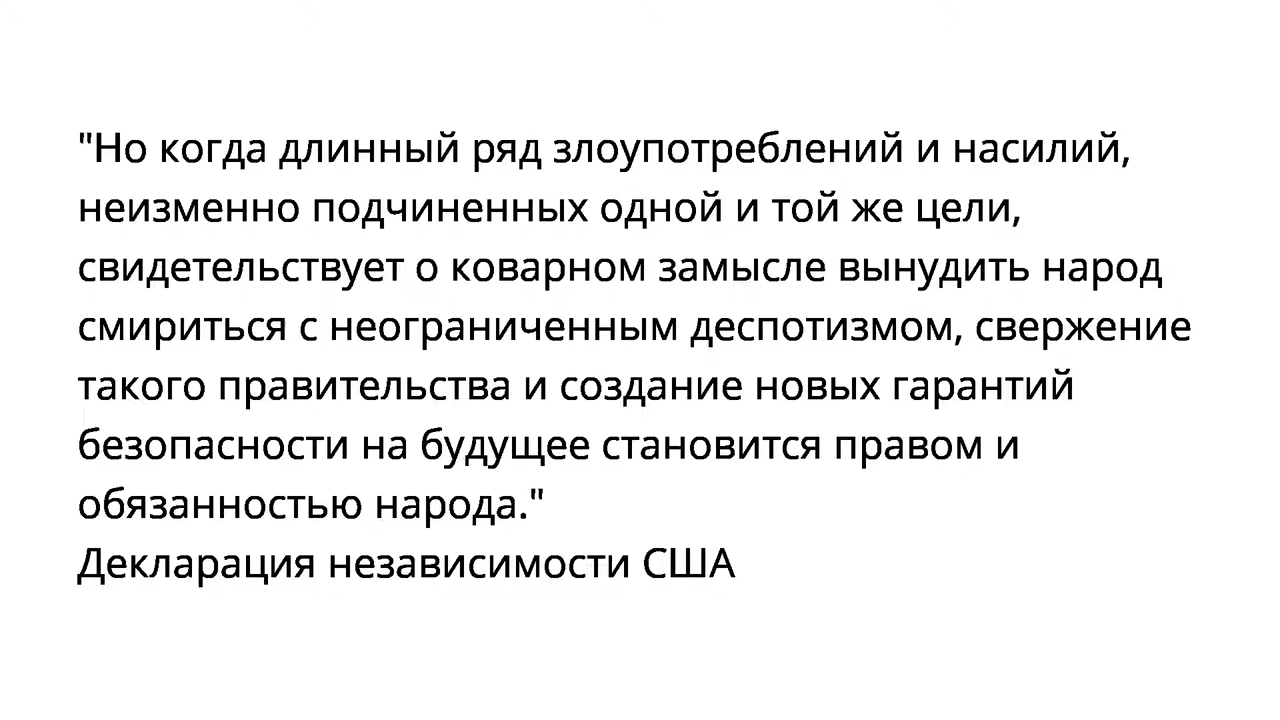 "Но когда длинный ряд злоупотреблений и насилий,
неизменно подчиненных одной и той же цели,
свидетельствует о коварном замысле вынудить народ
смириться с неограниченным деспотизмом, свержение
такого правительства и создание новых гарантий
безопасности на будущее становится правом и
обязанностью народа."
Декларация независимости США